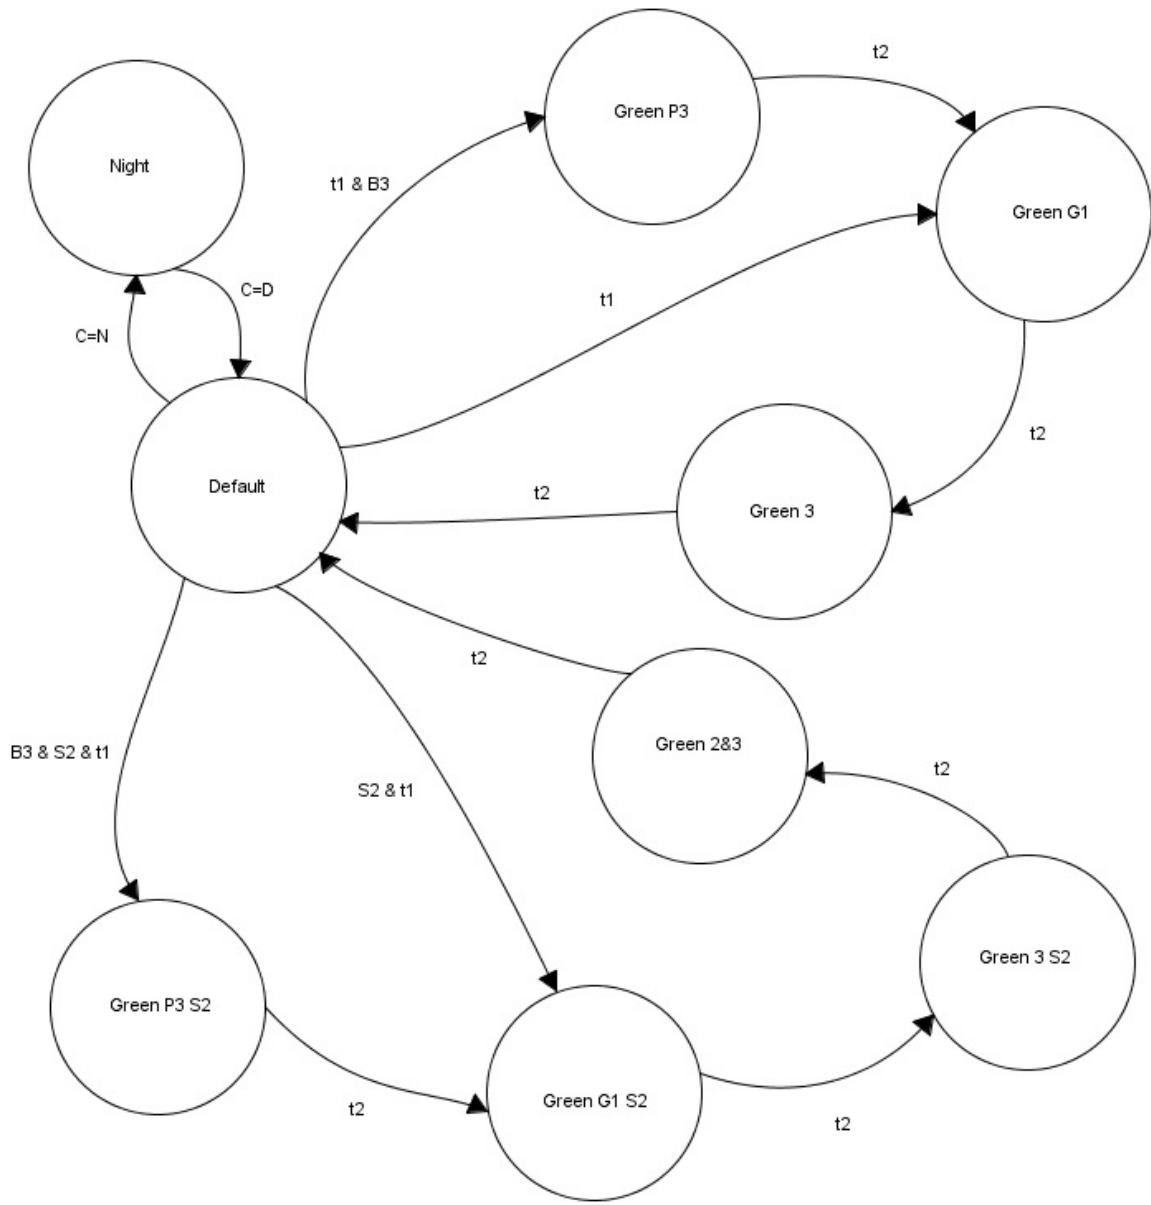 t2
Green P3
Night
t1 & B3
Green G1
C=D
t1
C=N
t2
Default
t2
Green 3
t2
Green 2&3
B3 & S2 & t1
t2
S2 & t1
Green 3 S2
Green P3 S2
Green G1 S2
t2
t2